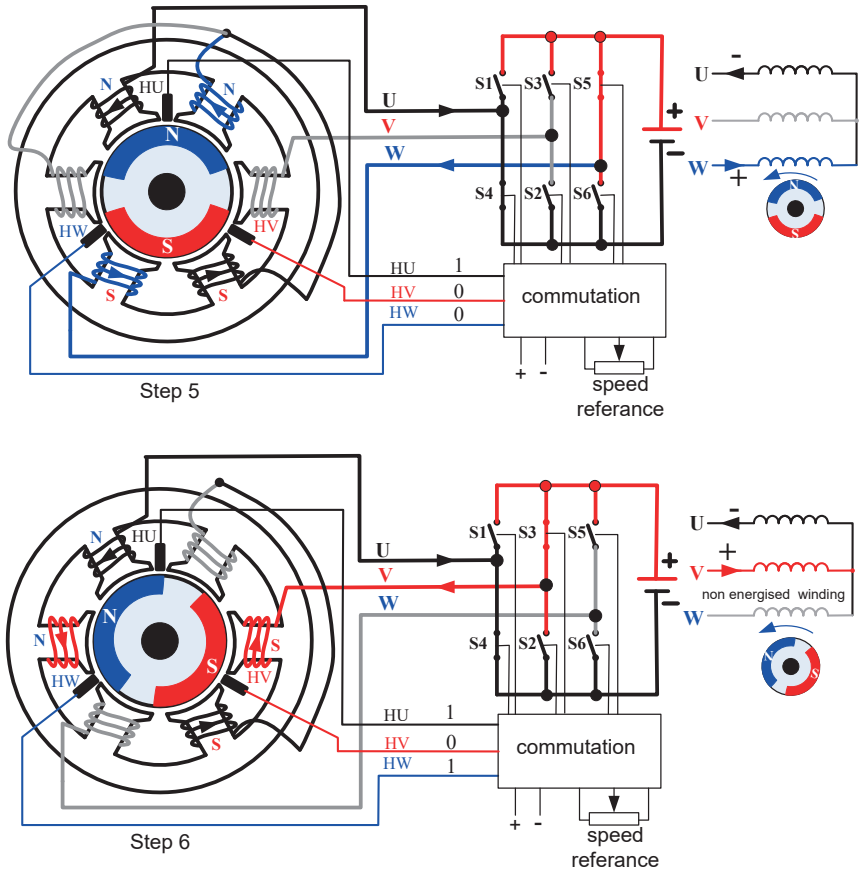 N HU N
N
HW HV
S
S S
U
V
W
S1 S3 S5
S4 S2 S6
+
-
U -
V
W +
N
S
HU 1
HV 0
HW 0
commutation
+ -
speed
referance
Step 5
N HU
N N S S
HW HV
S
U
V
W
S1 S3 S5
S4 S2 S6
+
-
U -
V +
non energised winding
W
N S
HU 1
HV 0
HW 1
commutation
+ -
speed
referance
Step 6